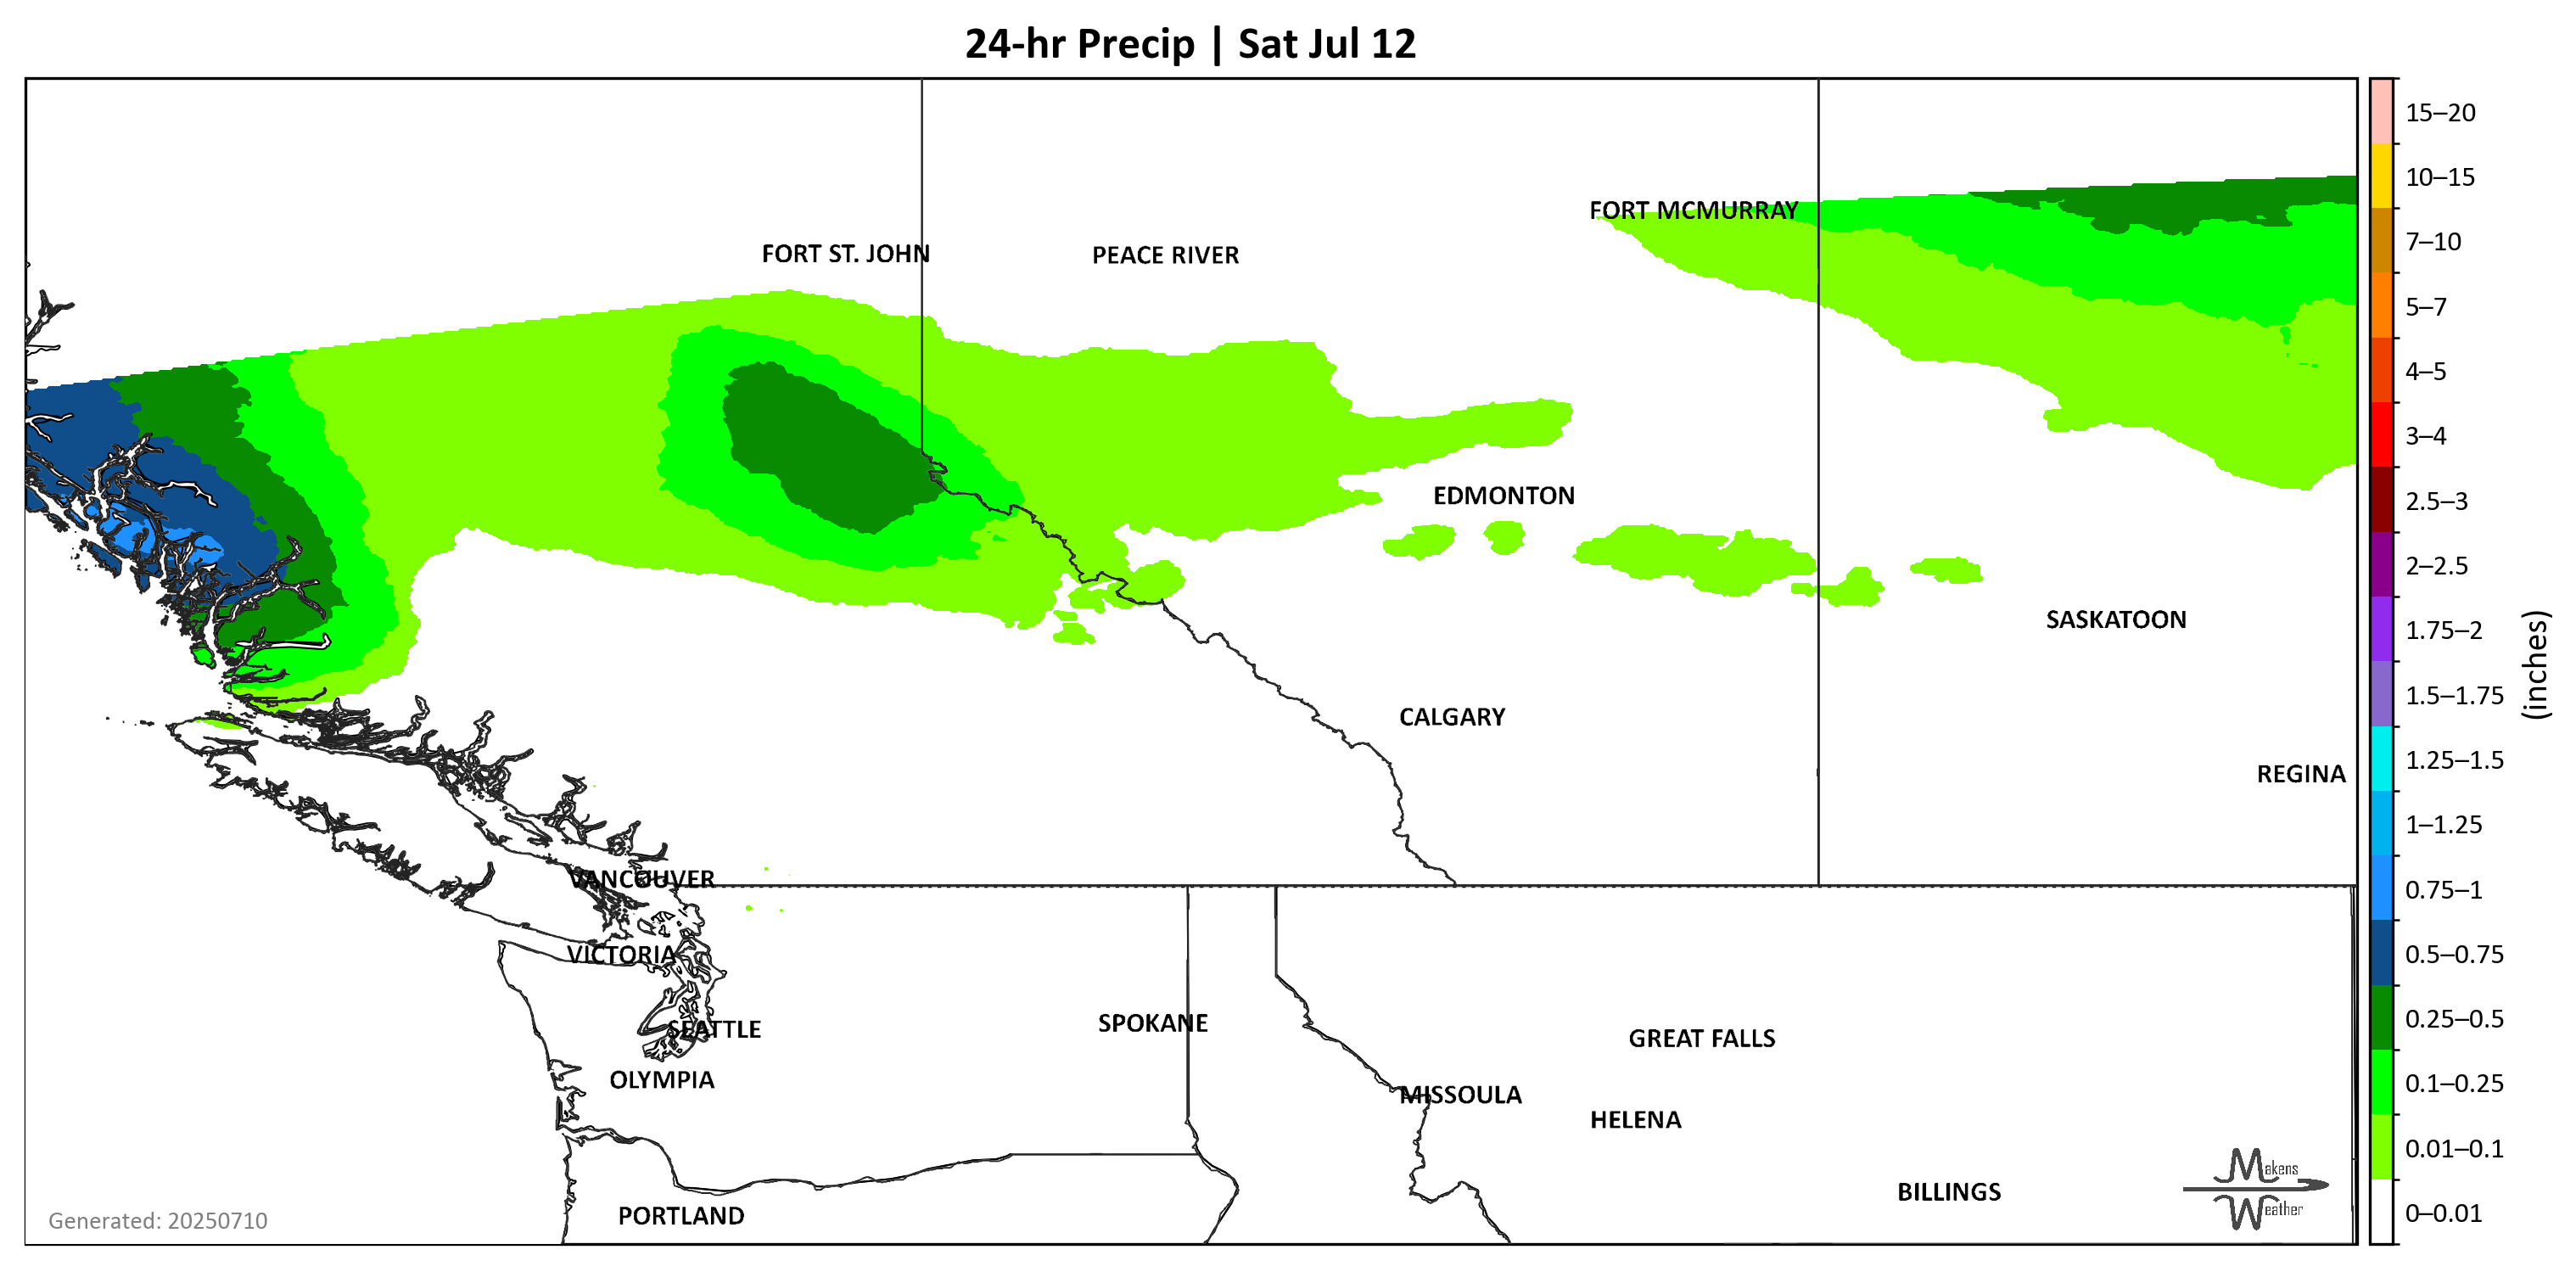 24-hr Precip | Sat Jul 12
15–20
10–15
7–10
5–7
4–5
3–4
2.5–3
2–2.5
1.75–2
1.5–1.75
1.25–1.5
1–1.25
0.75–1
0.5–0.75
0.25–0.5
0.1–0.25
0.01–0.1
0–0.01
(inches)
FORT MCMURRAY
FORT ST. JOHN
PEACE RIVER
EDMONTON
SASKATOON
CALGARY
REGINA
VANCOUVER
VICTORIA
SEATTLE
SPOKANE
GREAT FALLS
OLYMPIA
MISSOULA
HELENA
BILLINGS
PORTLAND
Makens
Weather
Generated: 20250710